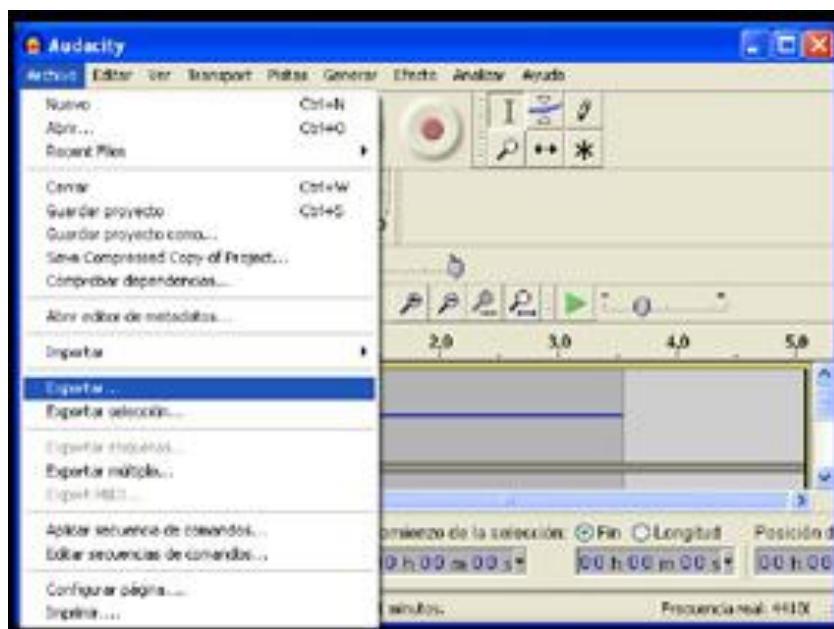 Audacity
Archivo Editar Ver Transport Pistas Generar Efecto Analizar Ayuda
Nuevo Ctrl+N
Abrir... Ctrl+O
Recent Files
Cerrar Ctrl+W
Guardar proyecto Ctrl+S
Guardar proyecto como...
Save Compressed Copy of Project...
Comprobar dependencias...
Abrir editor de metadatos...
Importar
Exportar...
Exportar selección...
Exportar etiquetas...
Exportar múltiple...
Export MIDI...
Aplicar secuencia de comandos...
Editar secuencias de comandos...
Configurar página....
Imprimir....
2,0 3,0 4,0 5,0
omienzo de la selección: Fin Longitud Posición d
0 h 00 m 00 s 00 h 00 m 00 s 00 h 00
minutos. Frecuencia real: 4410